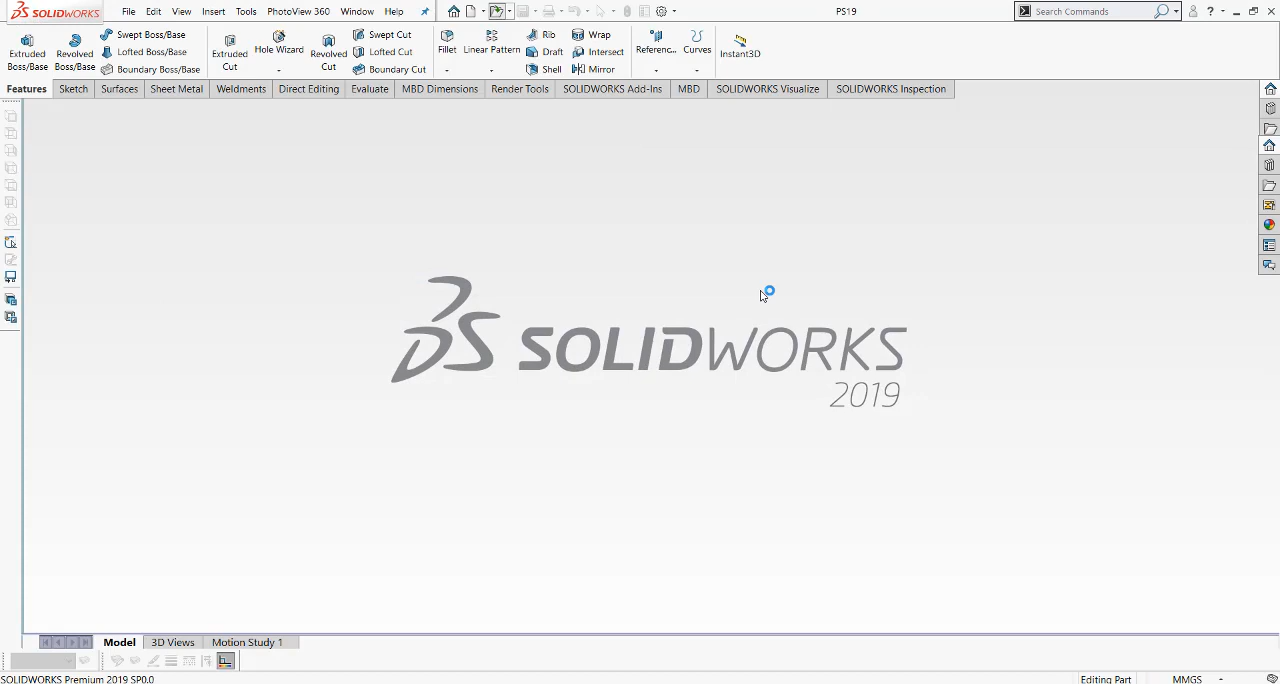 SOLIDWORKS File Edit View Insert Tools PhotoView 360 Window Help PS19 Search Commands ?
Extruded Boss/Base
Revolved Boss/Base
Swept Boss/Base
Lofted Boss/Base
Boundary Boss/Base
Extruded Cut
Hole Wizard
Revolved Cut
Swept Cut
Lofted Cut
Boundary Cut
Fillet
Linear Pattern
Rib
Draft
Shell
Wrap
Intersect
Mirror
Referenc...
Curves
Instant3D
Features Sketch Surfaces Sheet Metal Weldments Direct Editing Evaluate MBD Dimensions Render Tools SOLIDWORKS Add-Ins MBD SOLIDWORKS Visualize SOLIDWORKS Inspection
SOLIDWORKS
2019
Model 3D Views Motion Study 1
SOLIDWORKS Premium 2019 SP0.0 Editing Part MMGS